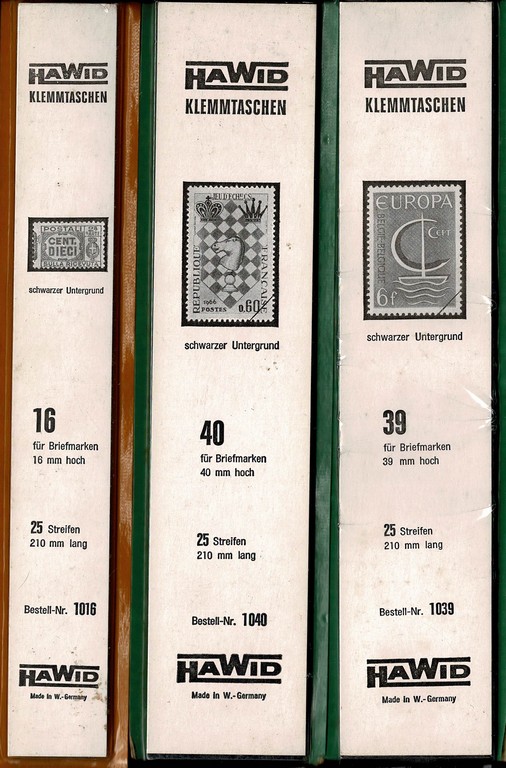 HAWID
KLEMMTASCHEN
POSTALI
CENT.
DIECI
SULLA RICEVUTA
schwarzer Untergrund
16
für Briefmarken
16 mm hoch
25 Streifen
210 mm lang
Bestell-Nr. 1016
HAWID
Made in W.-Germany
HAWID
KLEMMTASCHEN
JEU D'ECHECS
REPUBLIQUE
FRANÇAISE
1966
POSTES
0.60
schwarzer Untergrund
40
für Briefmarken
40 mm hoch
25 Streifen
210 mm lang
Bestell-Nr. 1040
HAWID
Made in W.-Germany
HAWID
KLEMMTASCHEN
EUROPA
BELGIE-BELGIQUE
CEPT
6f
schwarzer Untergrund
39
für Briefmarken
39 mm hoch
25 Streifen
210 mm lang
Bestell-Nr. 1039
HAWID
Made in W.-Germany